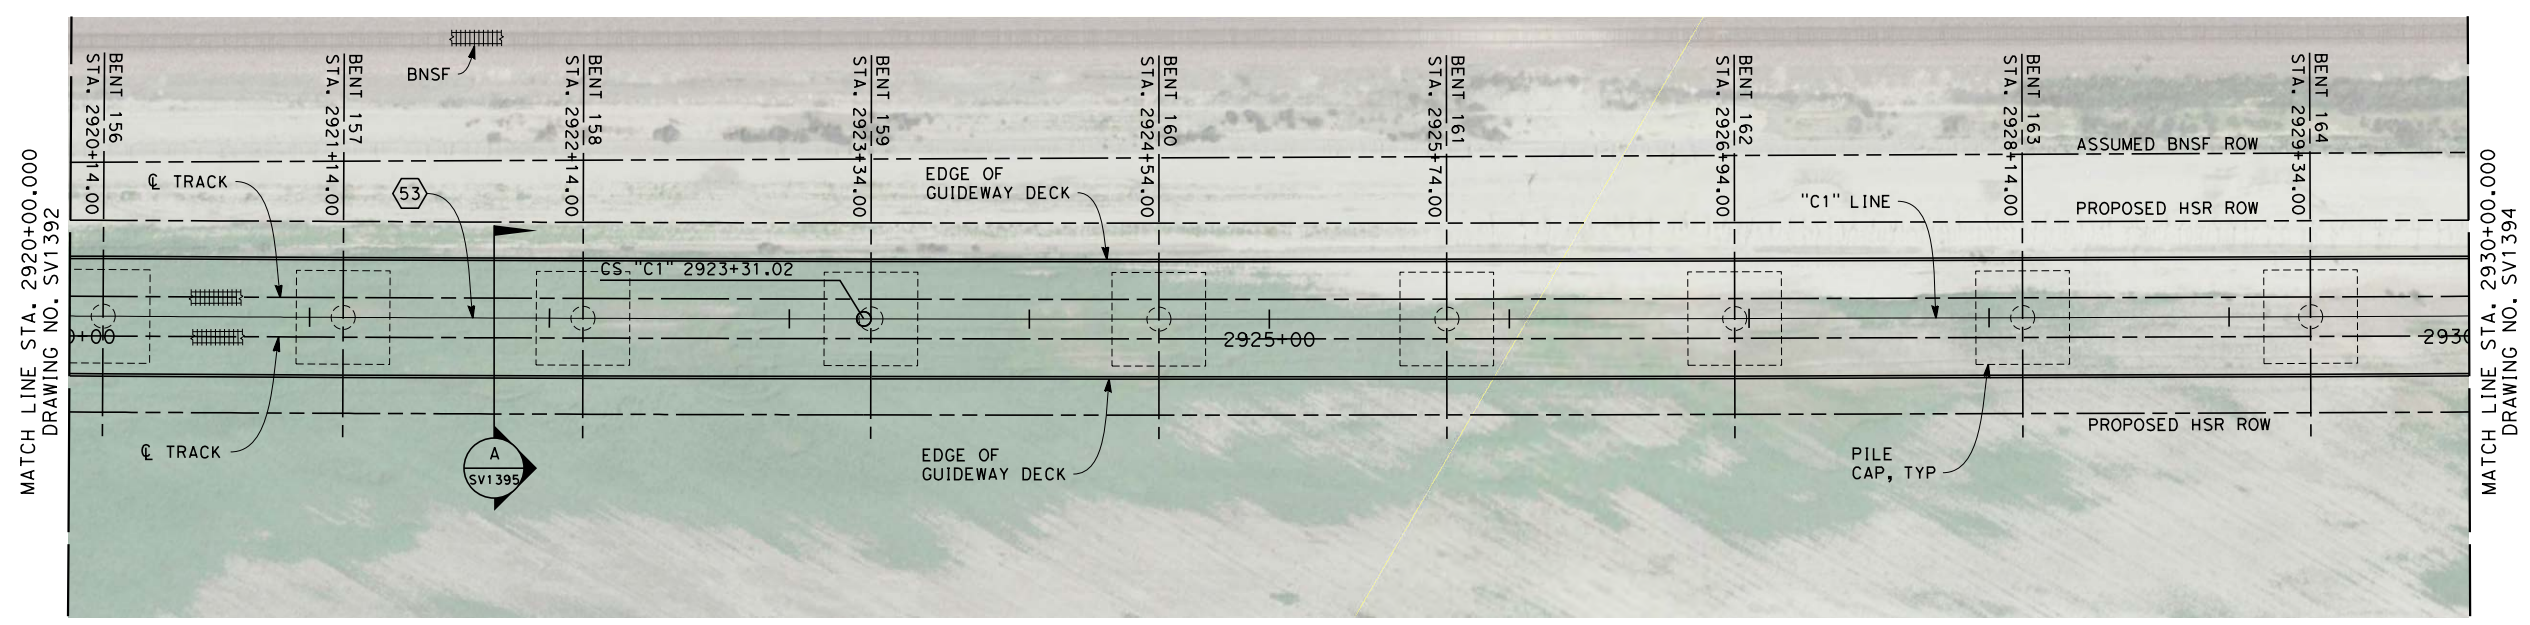 BENT 156
STA. 2920+14.00
BENT 157
STA. 2921+14.00
BENT 158
STA. 2922+14.00
BENT 159
STA. 2923+34.00
BENT 160
STA. 2924+54.00
BENT 161
STA. 2925+74.00
BENT 162
STA. 2926+94.00
BENT 163
STA. 2928+14.00
BENT 164
STA. 2929+34.00
BNSF
ASSUMED BNSF ROW
℄ TRACK
53
EDGE OF
GUIDEWAY DECK
"C1" LINE
PROPOSED HSR ROW
MATCH LINE STA. 2920+00.000
DRAWING NO. SV1392
CS "C1" 2923+31.02
0+00
2925+00
2930
MATCH LINE STA. 2930+00.000
DRAWING NO. SV1394
PROPOSED HSR ROW
℄ TRACK
A
SV1395
EDGE OF
GUIDEWAY DECK
PILE
CAP, TYP